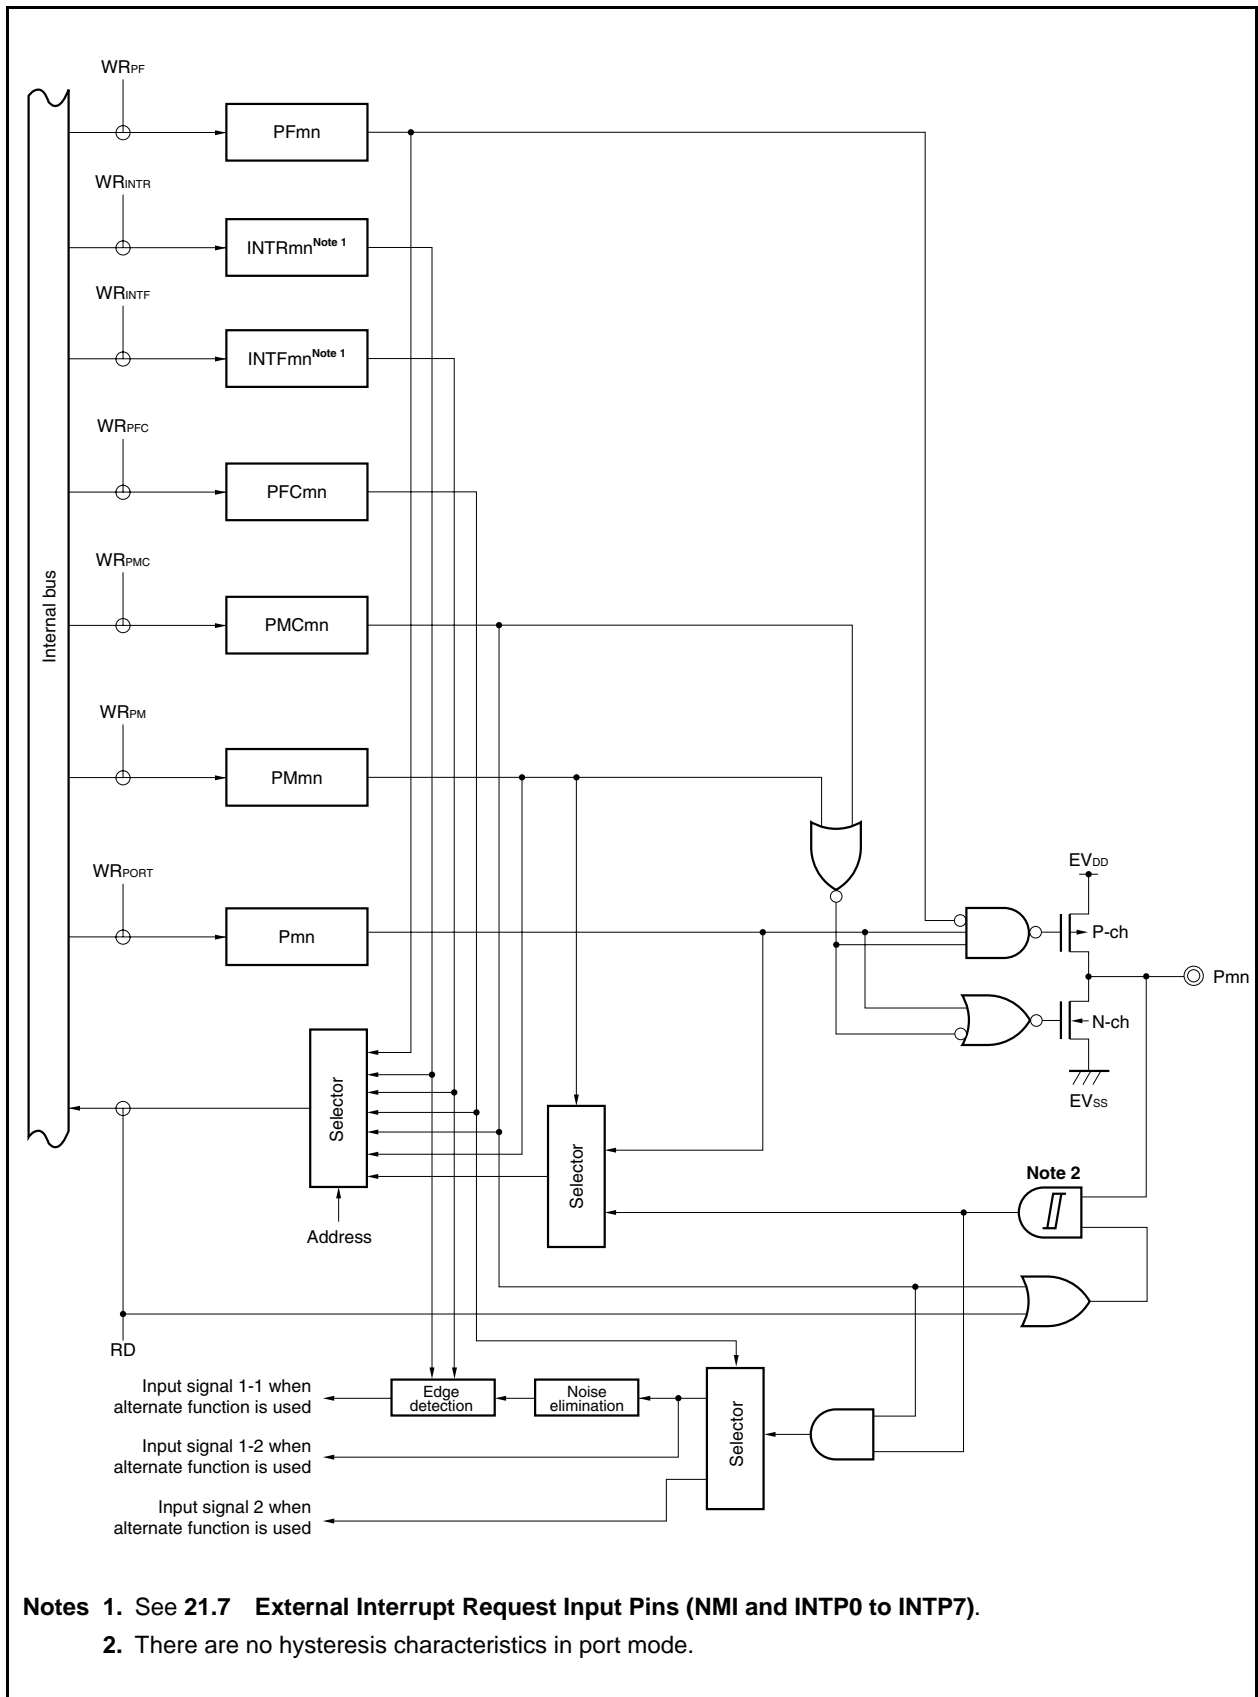 WRPF
PFmn
WRINTR
INTRmnNote 1
WRINTF
INTFmnNote 1
WRPFC
PFCmn
WRPMC
PMCmn
Internal bus
WRPM
PMmn
WRPORT
Pmn
EVDD
P-ch
Pmn
N-ch
EVSS
Selector
Selector
Note 2
Address
RD
Input signal 1-1 when
alternate function is used
Edge
detection
Noise
elimination
Selector
Input signal 1-2 when
alternate function is used
Input signal 2 when
alternate function is used
Notes 1. See 21.7 External Interrupt Request Input Pins (NMI and INTP0 to INTP7).
2. There are no hysteresis characteristics in port mode.